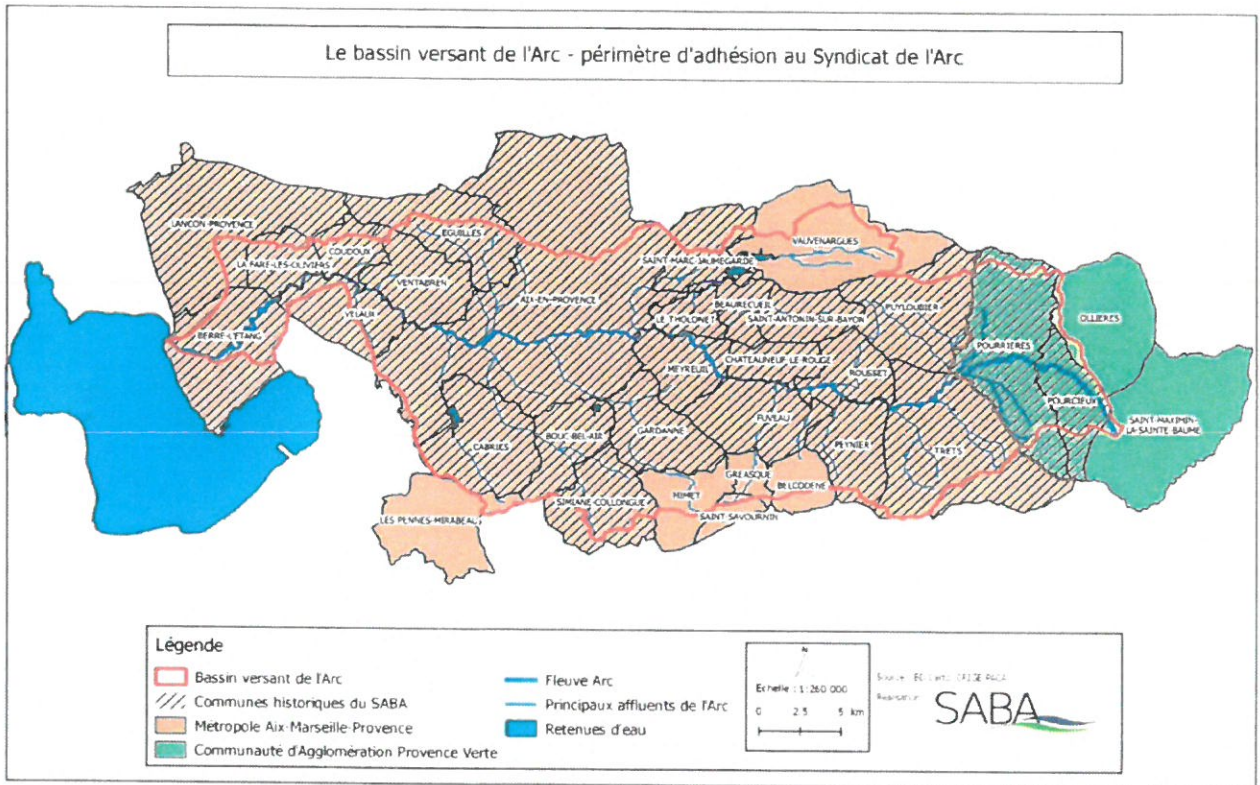 Le bassin versant de l'Arc - périmètre d'adhésion au Syndicat de l'Arc
LANCON-PROVENCE
EGUILLES
VAUVENARGUES
COUDOUX
LA FARE-LES-OLIVIERS
SAINT-MARC-JAUMEGARDE
VENTABREN
AIX-EN-PROVENCE
BEAURECUEIL
PUYLOUBIER
OLLIERES
VELAUX
LE THOLONET
SAINT-ANTONIN-SUR-BAYON
BERRE-L'ETANG
POURRIERES
CHATEAUNEUF-LE-ROUGE
MEYREUIL
ROUSSET
POURCIEUX
FUVEAU
SAINT-MAXIMIN-
LA-SAINTE-BAUME
GARDANNE
BOUC-BEL-AIR
CABRIES
PEYNIER
TRETS
GREASQUE
BELCODENE
MIMET
SIMIANE-COLLONGUE
SAINT-SAVOURNIN
LES PENNES-MIRABEAU
Légende
Bassin versant de l'Arc
Communes historiques du SABA
Métropole Aix-Marseille-Provence
Communauté d'Agglomération Provence Verte
Fleuve Arc
Principaux affluents de l'Arc
Retenues d'eau
N
Echelle : 1:260 000
0 2.5 5 km
Réalisation
SABA